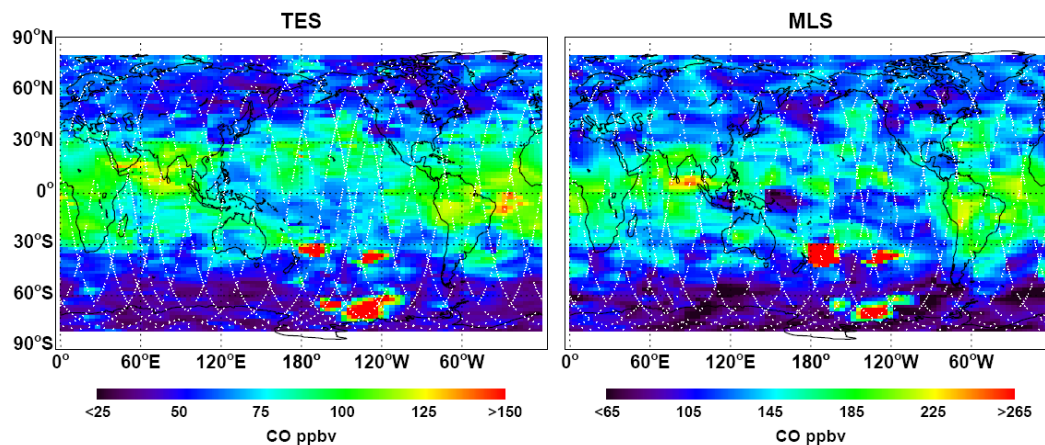 TES MLS
90°N
60°N
30°N
0°
30°S
60°S
90°S
0° 60°E 120°E 180° 120°W 60°W 0° 60°E 120°E 180° 120°W 60°W
<25 50 75 100 125 >150 <65 105 145 185 225 >265
CO ppbv CO ppbv